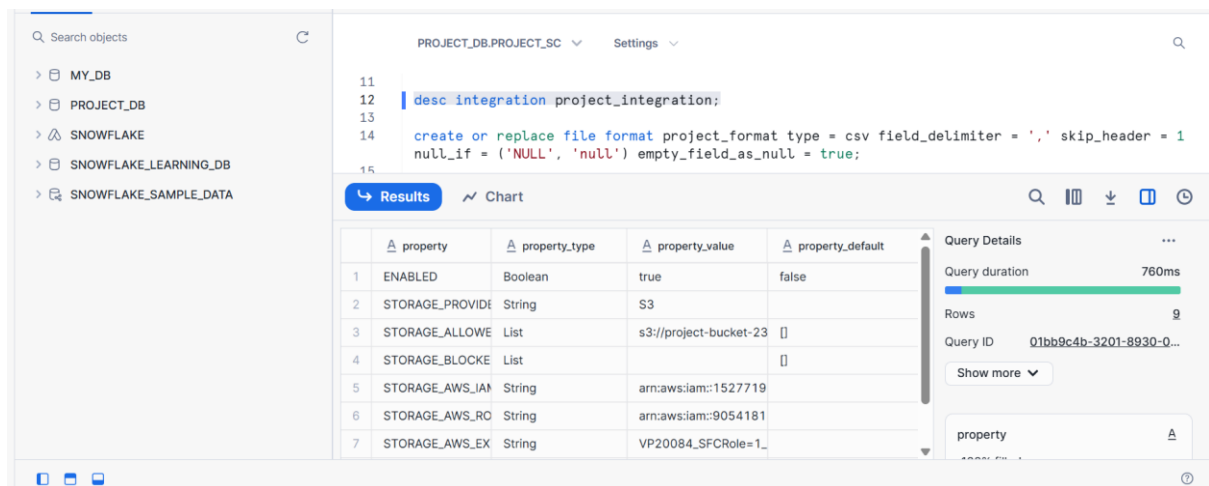 Search objects
MY_DB
PROJECT_DB
SNOWFLAKE
SNOWFLAKE_LEARNING_DB
SNOWFLAKE_SAMPLE_DATA
PROJECT_DB.PROJECT_SC Settings
11
12 desc integration project_integration;
13
14 create or replace file format project_format type = csv field_delimiter = ',' skip_header = 1
null_if = ('NULL', 'null') empty_field_as_null = true;
15
Results Chart
A property A property_type A property_value A property_default
1 ENABLED Boolean true false
2 STORAGE_PROVIDE String S3
3 STORAGE_ALLOWE List s3://project-bucket-23 []
4 STORAGE_BLOCKE List []
5 STORAGE_AWS_IAM String arn:aws:iam::1527719
6 STORAGE_AWS_RO String arn:aws:iam::9054181
7 STORAGE_AWS_EX String VP20084_SFCRole=1_
Query Details
Query duration 760ms
Rows 9
Query ID 01bb9c4b-3201-8930-0...
Show more
property A